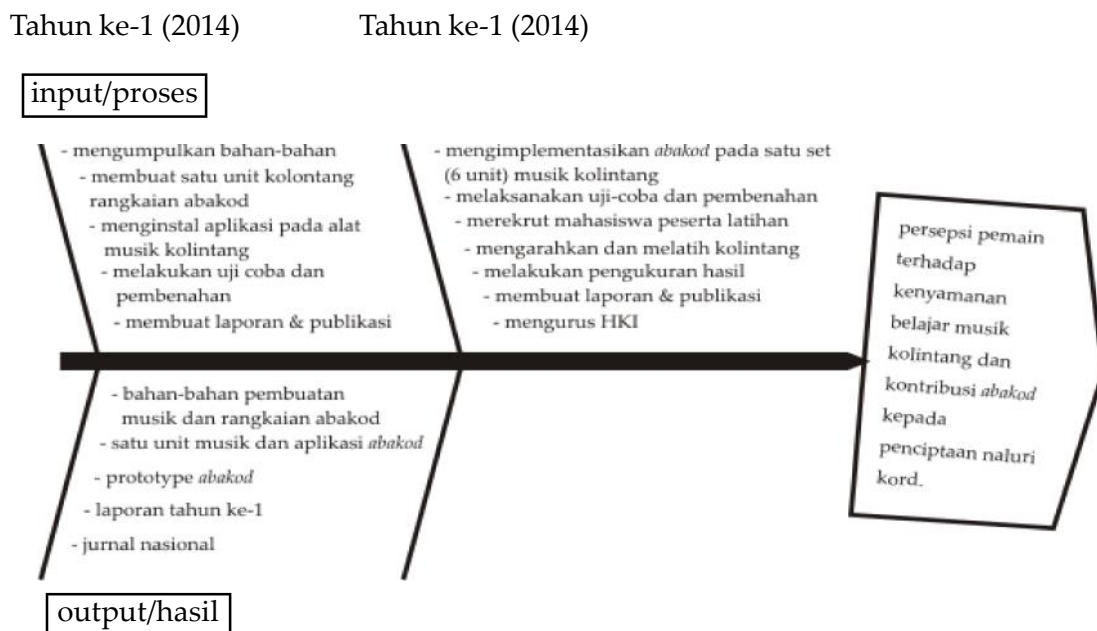 Tahun ke-1 (2014) Tahun ke-1 (2014)
input/proses
- mengumpulkan bahan-bahan
- membuat satu unit kolontang
rangkaian abakod
- menginstal aplikasi pada alat
musik kolintang
- melakukan uji coba dan
pembenahan
- membuat laporan & publikasi
- mengimplementasikan abakod pada satu set
(6 unit) musik kolintang
- melaksanakan uji-coba dan pembenahan
- merekrut mahasiswa peserta latihan
- mengarahkan dan melatih kolintang
- melakukan pengukuran hasil
- membuat laporan & publikasi
- mengurus HKI
persepsi pemain
terhadap
kenyamanan
belajar musik
kolintang dan
kontribusi abakod
kepada
penciptaan naluri
kord.
- bahan-bahan pembuatan
musik dan rangkaian abakod
- satu unit musik dan aplikasi abakod
- prototype abakod
- laporan tahun ke-1
- jurnal nasional
output/hasil